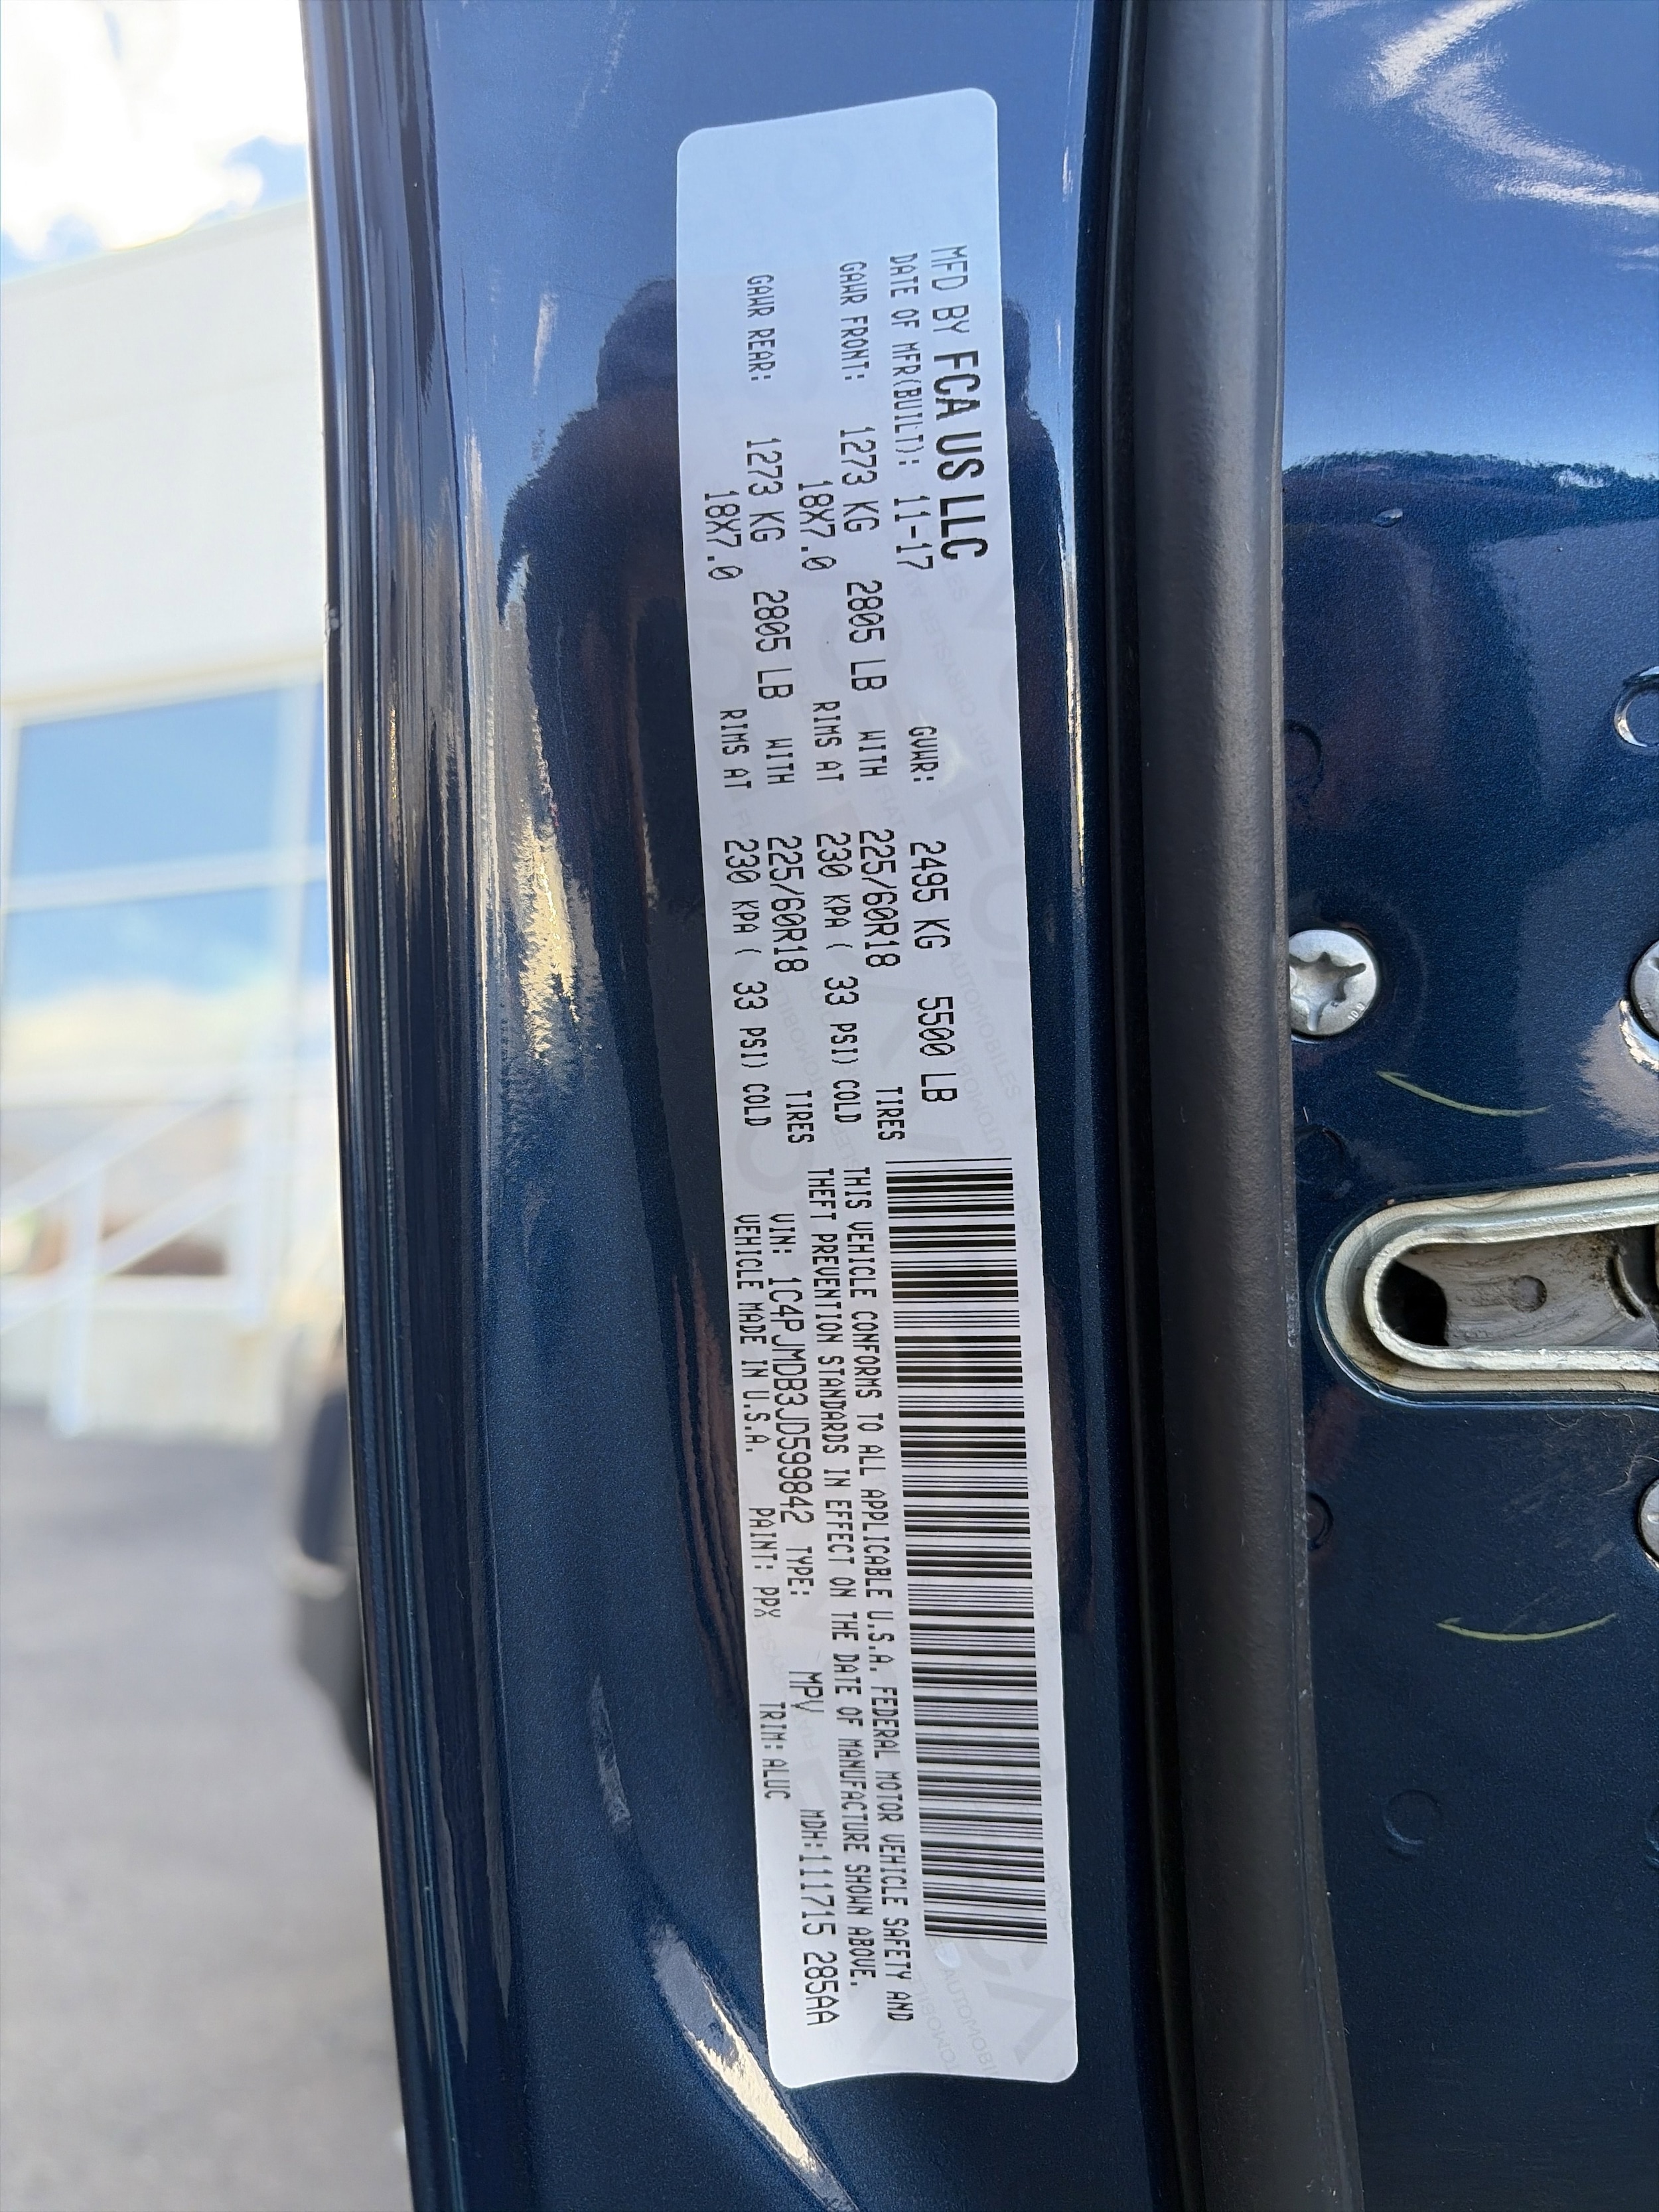 MFD BY FCA US LLC
DATE OF MFR(BUILT): 11-17 GVWR: 2495 KG 5500 LB
GAWR FRONT: 1273 KG 2805 LB WITH 225/60R18 TIRES
18X7.0 RIMS AT 230 KPA ( 33 PSI) COLD
GAWR REAR: 1273 KG 2805 LB WITH 225/60R18 TIRES
18X7.0 RIMS AT 230 KPA ( 33 PSI) COLD
THIS VEHICLE CONFORMS TO ALL APPLICABLE U.S.A. FEDERAL MOTOR VEHICLE SAFETY AND
THEFT PREVENTION STANDARDS IN EFFECT ON THE DATE OF MANUFACTURE SHOWN ABOVE.
VIN: 1C4PJMDB3JD599842 TYPE: MPV MDH:111715 285AA
VEHICLE MADE IN U.S.A. PAINT: PPX TRIM: ALUC